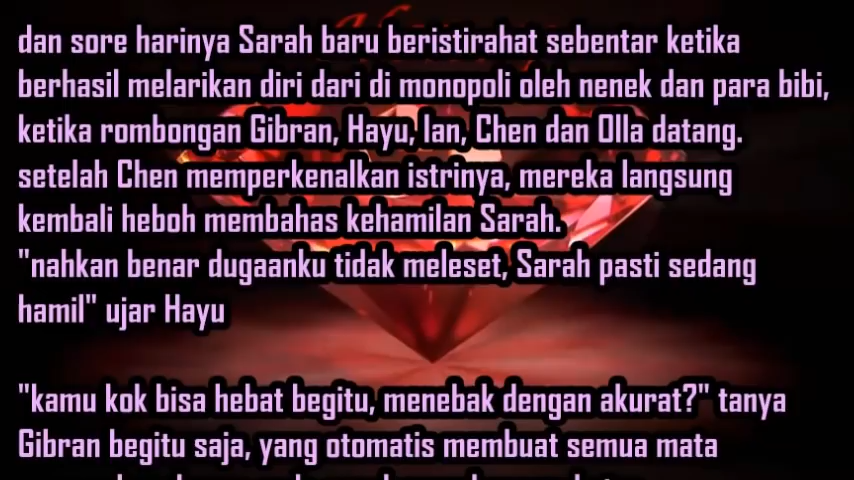 dan sore harinya Sarah baru beristirahat sebentar ketika
berhasil melarikan diri dari di monopoli oleh nenek dan para bibi,
ketika rombongan Gibran, Hayu, Ian, Chen dan Olla datang.
setelah Chen memperkenalkan istrinya, mereka langsung
kembali heboh membahas kehamilan Sarah.
"nahkan benar dugaanku tidak meleset, Sarah pasti sedang
hamil" ujar Hayu
"kamu kok bisa hebat begitu, menebak dengan akurat?" tanya
Gibran begitu saja, yang otomatis membuat semua mata